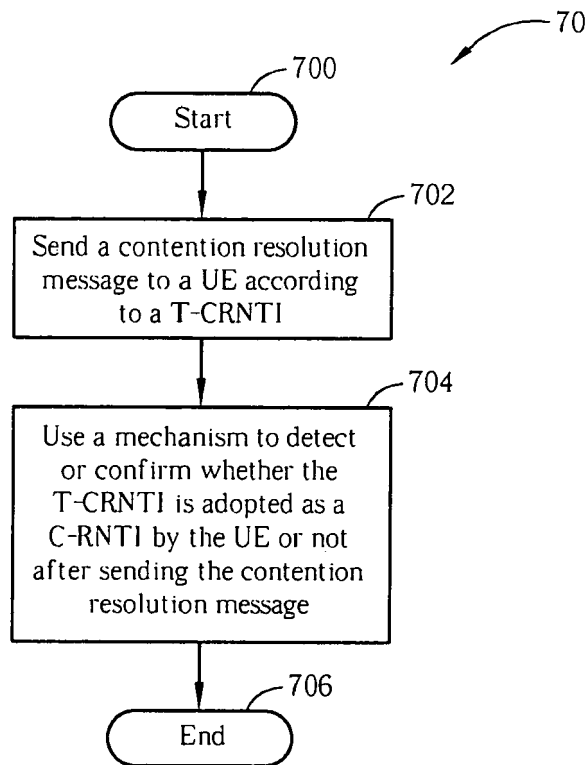 70
700
Start
702
Send a contention resolution
message to a UE according
to a T-CRNTI
704
Use a mechanism to detect
or confirm whether the
T-CRNTI is adopted as a
C-RNTI by the UE or not
after sending the contention
resolution message
706
End